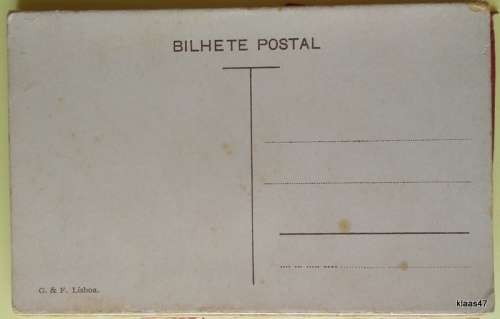 BILHETE POSTAL
G. & F. Lisboa.
klaas47